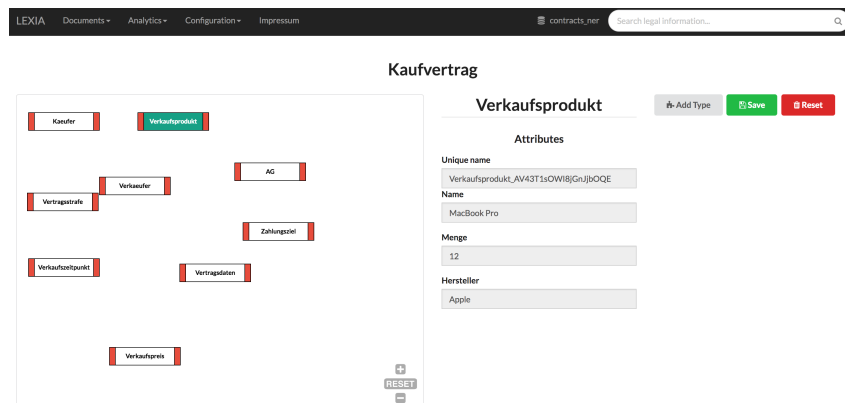 LEXIA Documents Analytics Configuration Impressum contracts_ner Search legal information...
Kaufvertrag
Kaeufer
Verkaufsprodukt
AG
Verkaeufer
Vertragsstrafe
Zahlungsziel
Verkaufszeitpunkt
Vertragsdaten
Verkaufspreis
RESET
Verkaufsprodukt
Add Type Save Reset
Attributes
Unique name
Verkaufsprodukt_AV43T1sOWI8jGnJjbOQE
Name
MacBook Pro
Menge
12
Hersteller
Apple